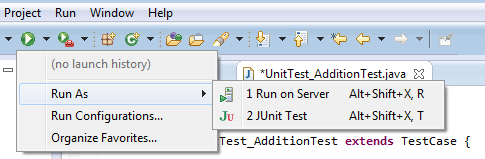 Project Run Window Help
(no launch history)
*UnitTest_AdditionTest.java
Run As
1 Run on Server Alt+Shift+X, R
Run Configurations...
2 JUnit Test Alt+Shift+X, T
Organize Favorites...
Test_AdditionTest extends TestCase {